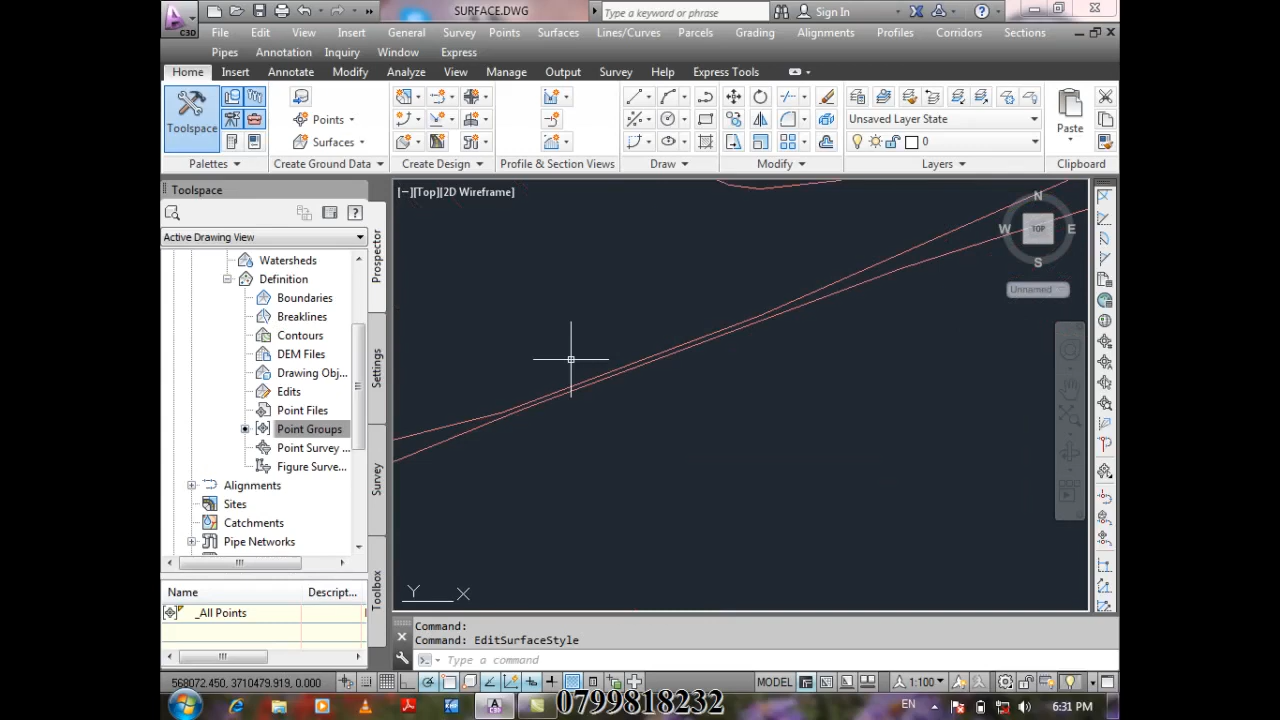 SURFACE.DWG
Type a keyword or phrase
Sign In
C3D
File Edit View Insert General Survey Points Surfaces Lines/Curves Parcels Grading Alignments Profiles Corridors Sections
Pipes Annotation Inquiry Window Express
Home Insert Annotate Modify Analyze View Manage Output Survey Help Express Tools
Toolspace
Points
Surfaces
Unsaved Layer State
0
Paste
Palettes
Create Ground Data
Create Design
Profile & Section Views
Draw
Modify
Layers
Clipboard
Toolspace
Active Drawing View
Watersheds
Definition
Boundaries
Breaklines
Contours
DEM Files
Drawing Obj...
Edits
Point Files
Point Groups
Point Survey ...
Figure Surve...
Alignments
Sites
Catchments
Pipe Networks
Prospector
Settings
Survey
Toolbox
Name Descript...
_All Points
[−][Top][2D Wireframe]
N
W TOP E
S
Unnamed
Y X
Command:
Command: EditSurfaceStyle
Type a command
568072.450, 3710479.919, 0.000
MODEL
1:100
0799818232
EN
6:31 PM